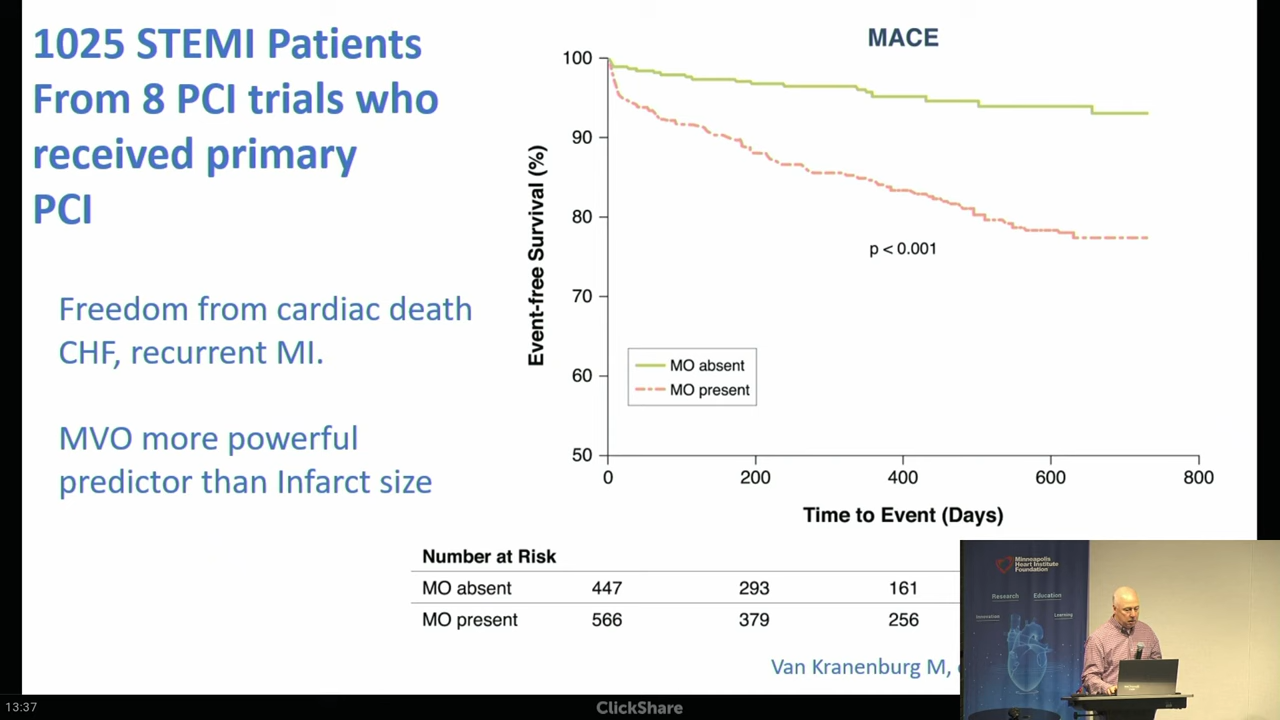 1025 STEMI Patients
From 8 PCI trials who
received primary
PCI
Freedom from cardiac death
CHF, recurrent MI.
MVO more powerful
predictor than Infarct size
MACE
Event-free Survival (%)
100
90
80
70
60
50
p < 0.001
MO absent
MO present
0 200 400 600 800
Time to Event (Days)
Number at Risk
MO absent 447 293 161
MO present 566 379 256
Van Kranenburg M,
Minneapolis
Heart Institute
Foundation
Research Education
Innovation Learning
13:37
ClickShare